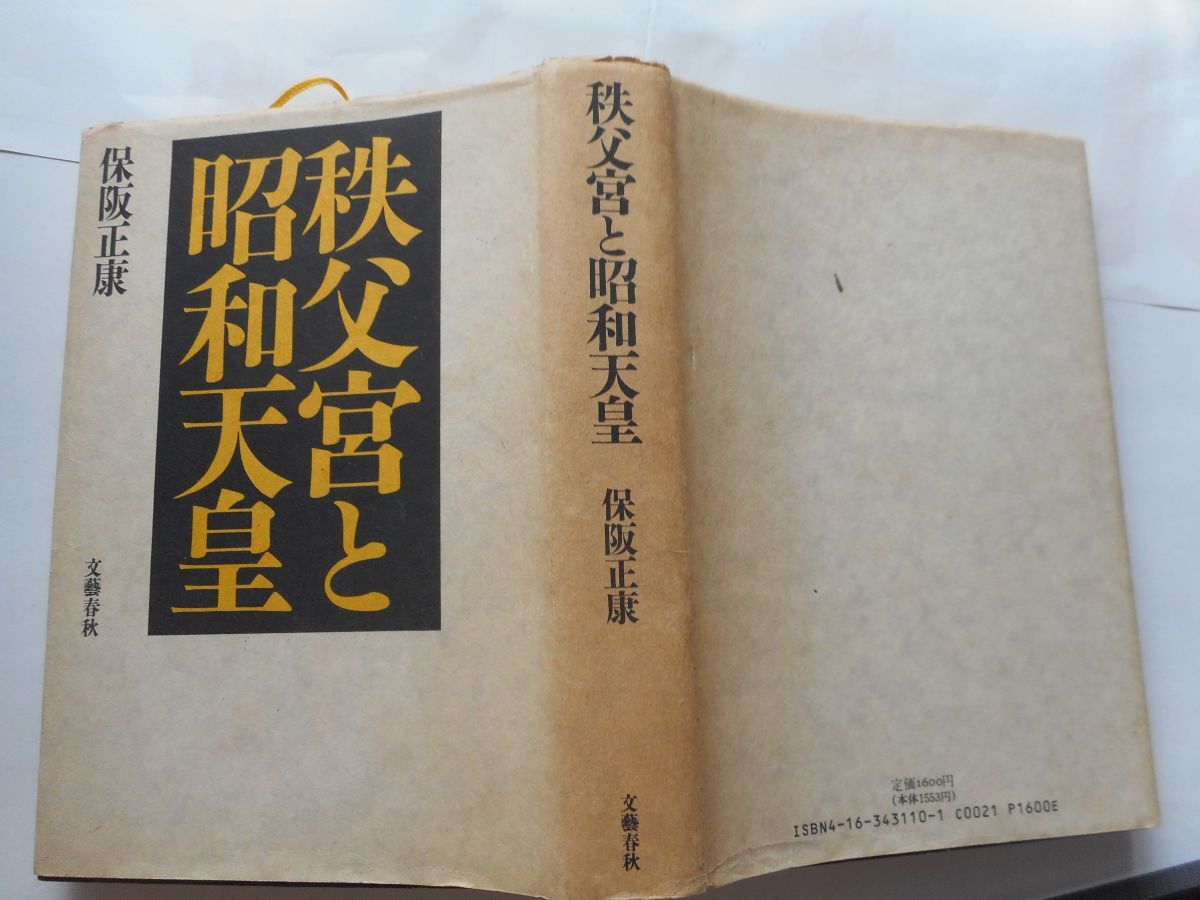 秩父宮と
昭和天皇
保阪正康
文藝春秋
秩父宮と昭和天皇
保阪正康
文藝春秋
定価1600円
(本体1553円)
ISBN4-16-343110-1 C0021 P1600E